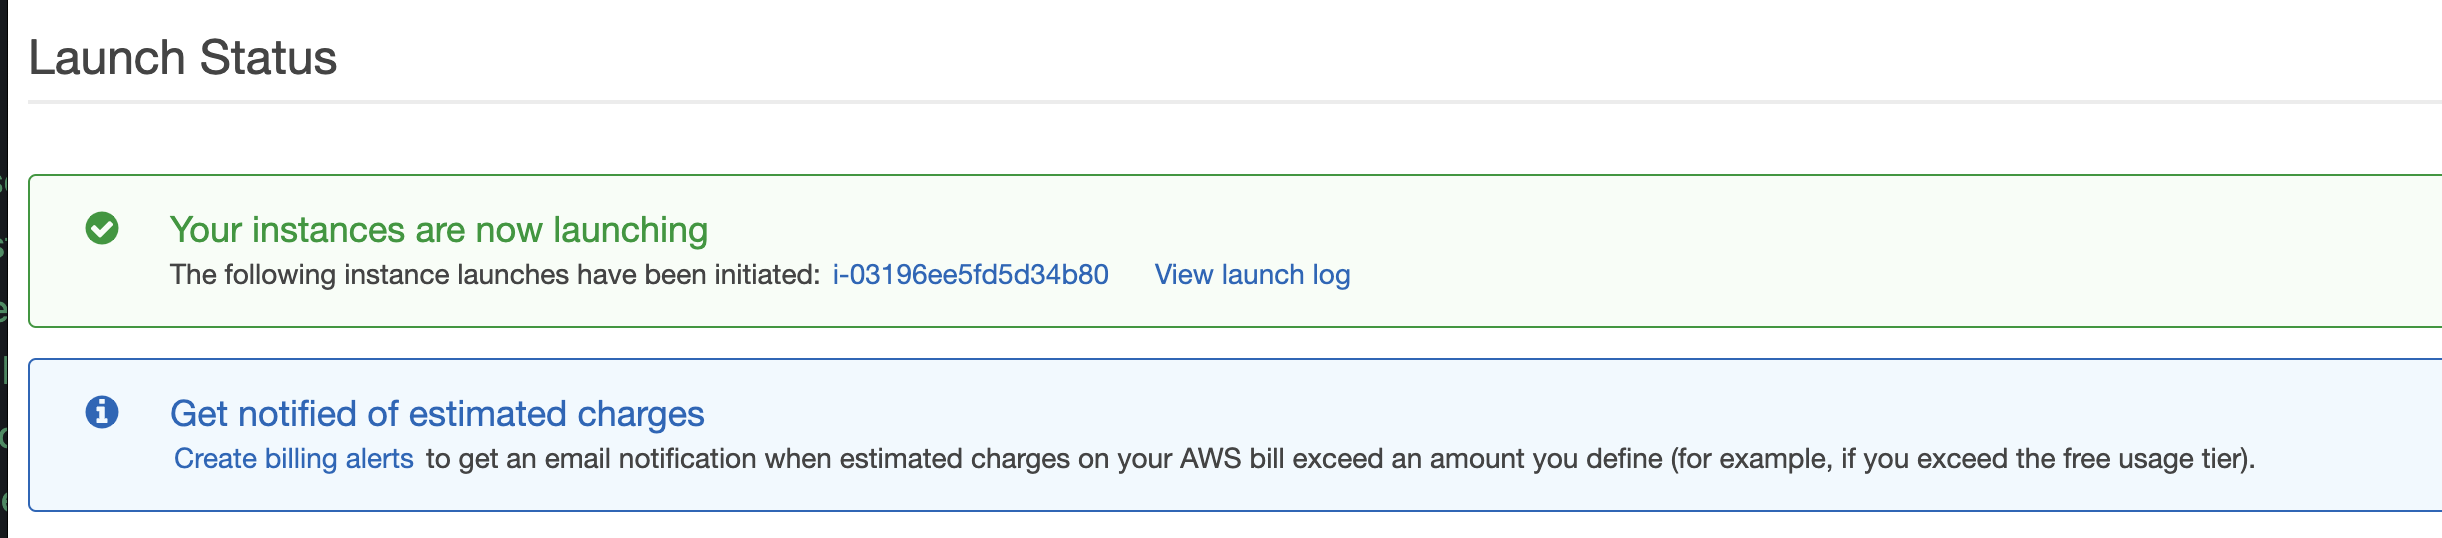 Launch Status
Your instances are now launching
The following instance launches have been initiated: i-03196ee5fd5d34b80 View launch log
Get notified of estimated charges
Create billing alerts to get an email notification when estimated charges on your AWS bill exceed an amount you define (for example, if you exceed the free usage tier).